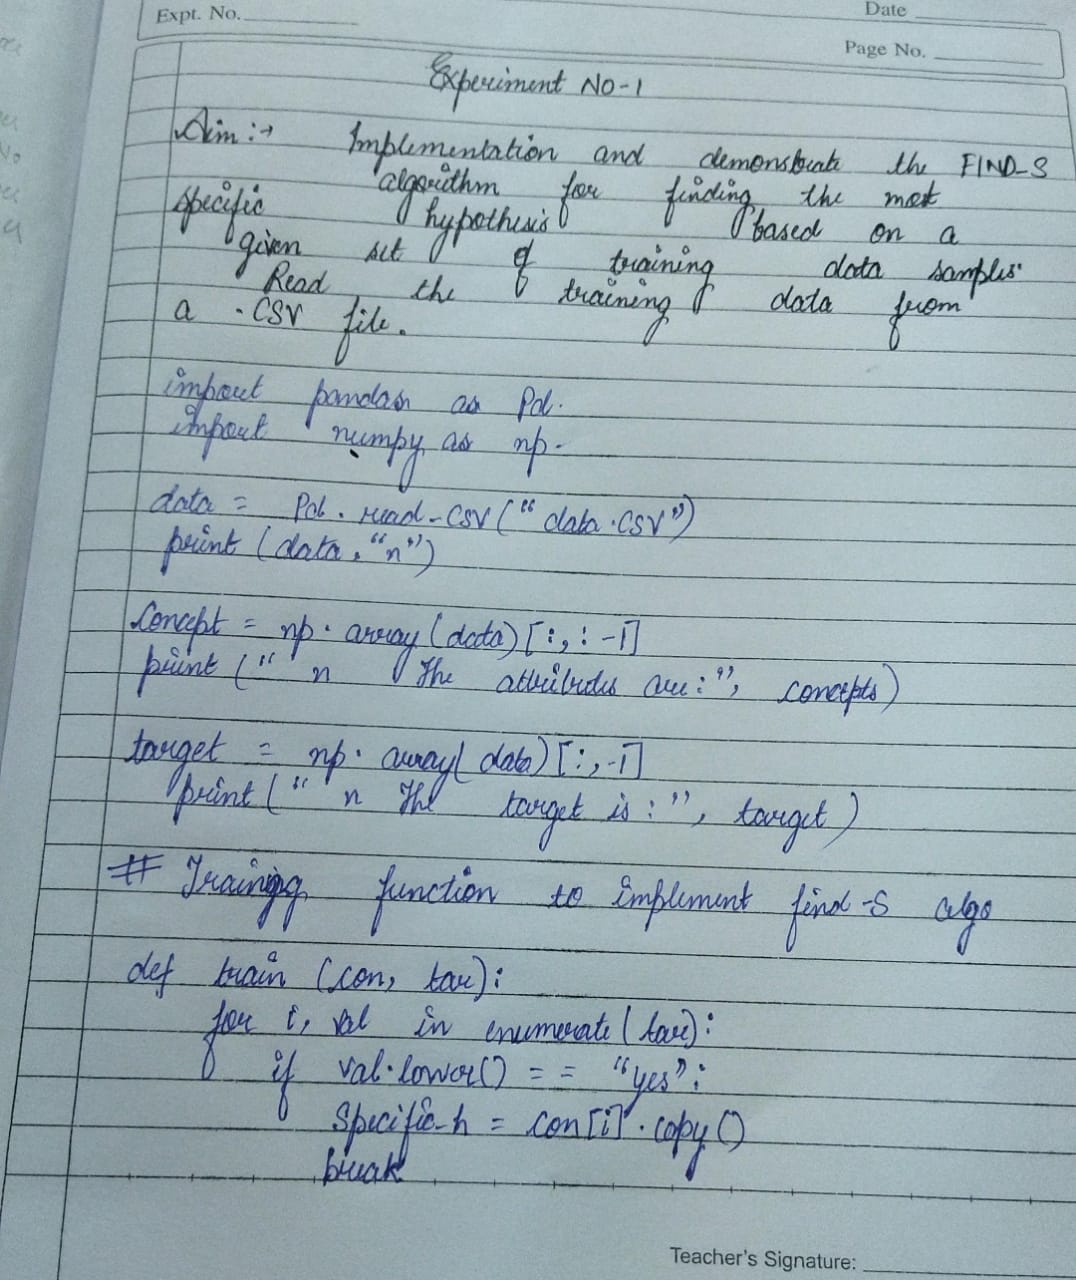 Expt. No.
Date
Page No.
Experiment No-1
Aim :→ Implementation and demonstrate the FIND-S
algorithm for finding the most
specific hypothesis based on a
given set of training data samples.
Read the training data from
a .CSV file.
import pandas as Pd.
import numpy as np.
data = Pd. read-CSV (“data.CSV”)
print (data, “n”)
Concept = np. array (data) [:, : -1]
print (“ n The attributes are:”, concepts)
target = np. array( data) [:, -1]
print (“ n The target is :”, target)
# Training function to implement find-S algo
def train (con, tar):
for i, val in enumerate (tar):
if val.lower() = = “yes”:
Specific-h = con[i].copy ()
break
Teacher's Signature: